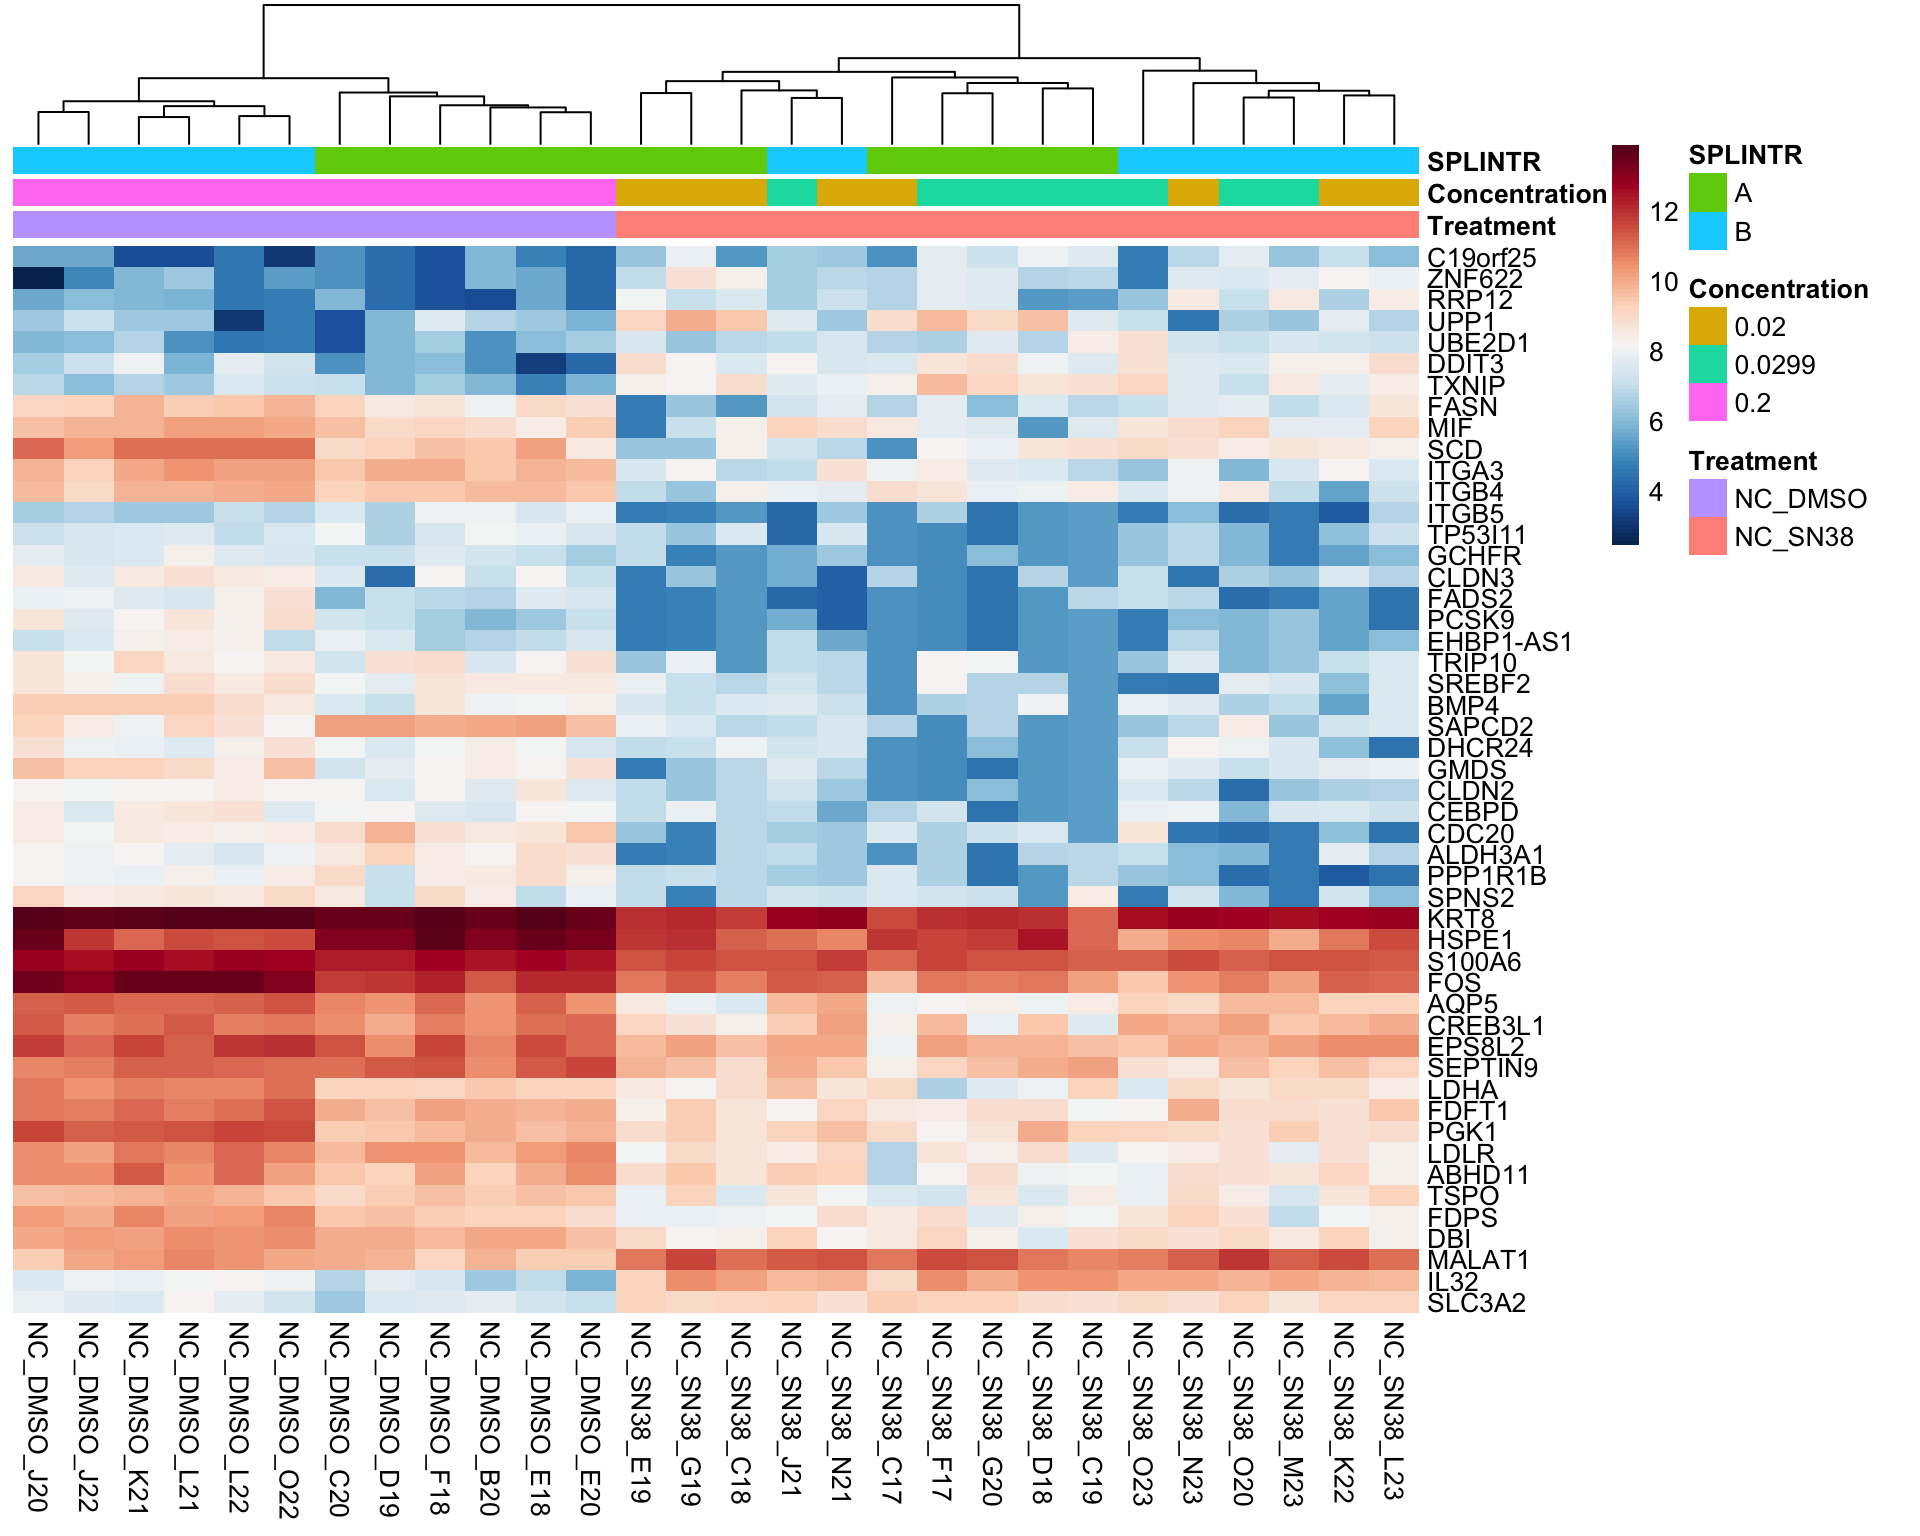 SPLINTR
Concentration
Treatment
C19orf25
ZNF622
RRP12
UPP1
UBE2D1
DDIT3
TXNIP
FASN
MIF
SCD
ITGA3
ITGB4
ITGB5
TP53I11
GCHFR
CLDN3
FADS2
PCSK9
EHBP1-AS1
TRIP10
SREBF2
BMP4
SAPCD2
DHCR24
GMDS
CLDN2
CEBPD
CDC20
ALDH3A1
PPP1R1B
SPNS2
KRT8
HSPE1
S100A6
FOS
AQP5
CREB3L1
EPS8L2
SEPTIN9
LDHA
FDFT1
PGK1
LDLR
ABHD11
TSPO
FDPS
DBI
MALAT1
IL32
SLC3A2
NC_DMSO_J20
NC_DMSO_J22
NC_DMSO_K21
NC_DMSO_L21
NC_DMSO_L22
NC_DMSO_O22
NC_DMSO_C20
NC_DMSO_D19
NC_DMSO_F18
NC_DMSO_B20
NC_DMSO_E18
NC_DMSO_E20
NC_SN38_E19
NC_SN38_G19
NC_SN38_C18
NC_SN38_J21
NC_SN38_N21
NC_SN38_C17
NC_SN38_F17
NC_SN38_G20
NC_SN38_D18
NC_SN38_C19
NC_SN38_O23
NC_SN38_N23
NC_SN38_O20
NC_SN38_M23
NC_SN38_K22
NC_SN38_L23
12
10
8
6
4
SPLINTR
A
B
Concentration
0.02
0.0299
0.2
Treatment
NC_DMSO
NC_SN38